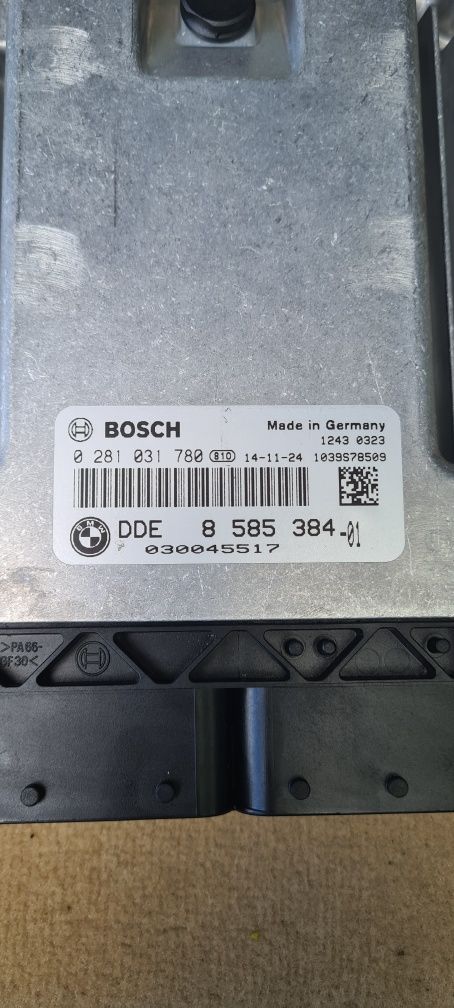 BOSCH
Made in Germany
1243 0323
0 281 031 780 810 14-11-24 1039S78509
BMW DDE 8 585 384-01
030045517
>PA66-
GF30<